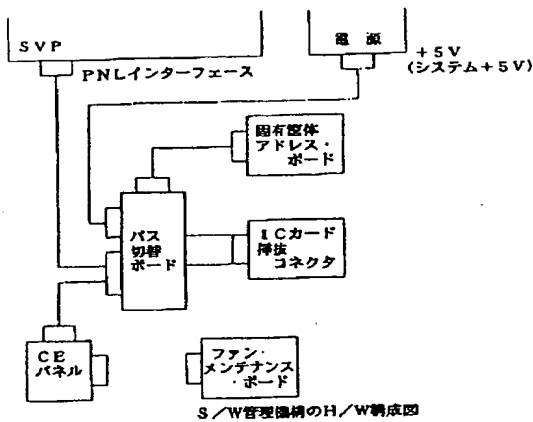 SVP
PNLインターフェース
電源
+5V
(システム+5V)
固有筐体
アドレス・
ボード
パス
切替
ボード
ICカード
挿抜
コネクタ
CE
パネル
ファン・
メンテナンス
・ボード
S/W管理機構のH/W構成図